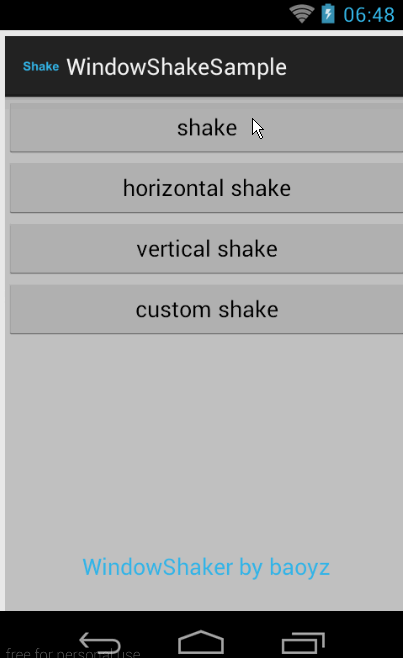 06:48
Shake WindowShakeSample
shake
horizontal shake
vertical shake
custom shake
WindowShaker by baoyz
free for personal use